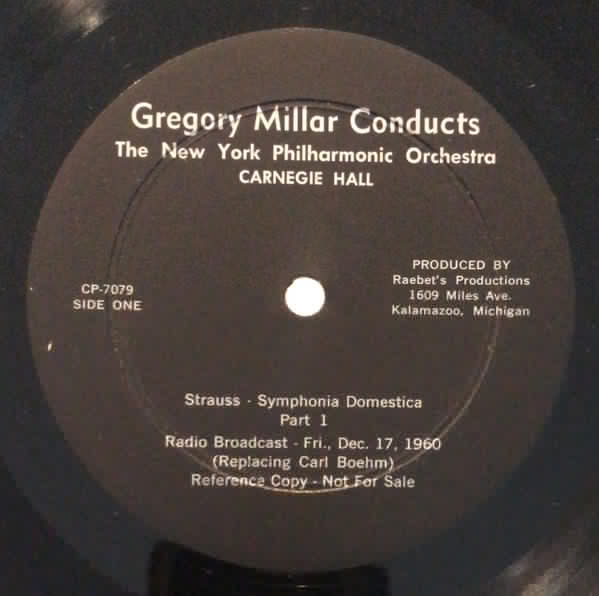 Gregory Millar Conducts
The New York Philharmonic Orchestra
CARNEGIE HALL
CP-7079
SIDE ONE
PRODUCED BY
Raebet's Productions
1609 Miles Ave.
Kalamazoo, Michigan
Strauss - Symphonia Domestica
Part 1
Radio Broadcast - Fri., Dec. 17, 1960
(Replacing Carl Boehm)
Reference Copy - Not For Sale